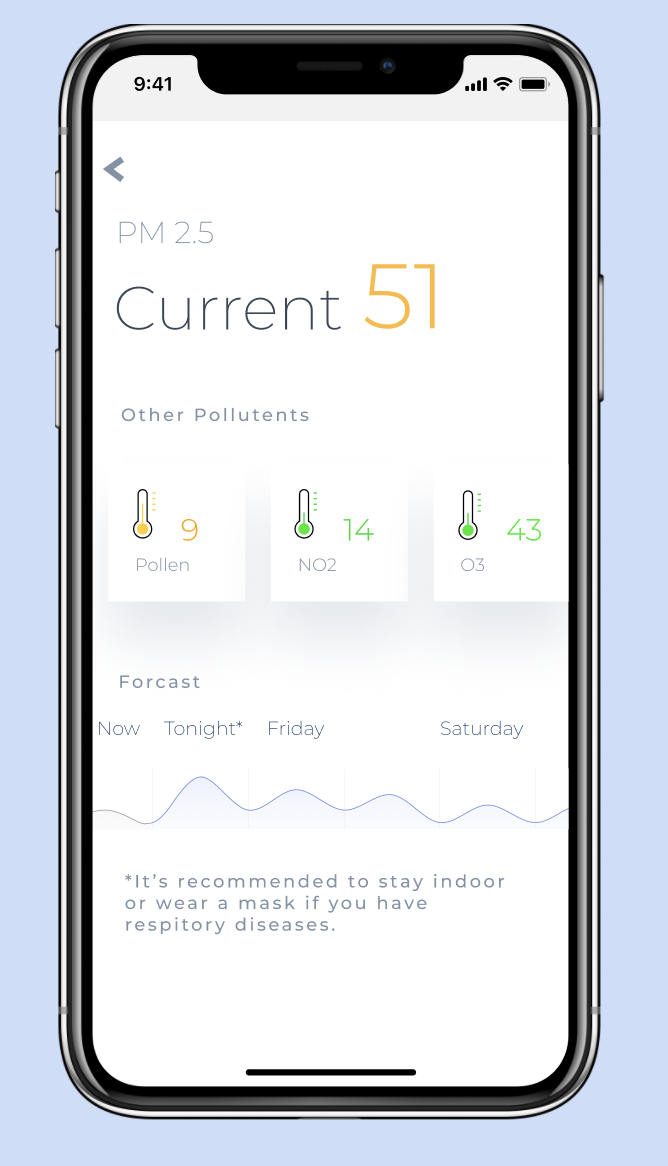 9:41
PM 2.5
Current 51
Other Pollutents
9
Pollen
14
NO2
43
O3
Forcast
Now Tonight* Friday Saturday
*It’s recommended to stay indoor
or wear a mask if you have
respitory diseases.